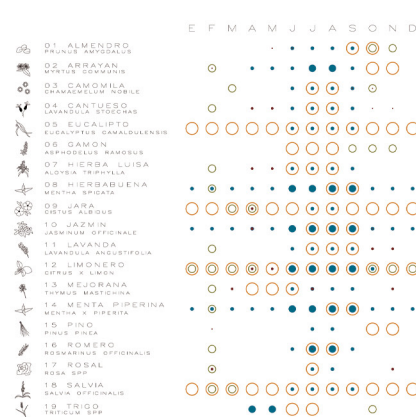 E F M A M J J A S O N D
01 ALMENDRO
PRUNUS AMYGDALUS
02 ARRAYAN
MYRTUS COMMUNIS
03 CAMOMILA
CHAMAEMELUM NOBILE
04 CANTUESO
LAVANDULA STOECHAS
05 EUCALIPTO
EUCALYPTUS CAMALDULENSIS
06 GAMON
ASPHODELUS RAMOSUS
07 HIERBA LUISA
ALOYSIA TRIPHYLLA
08 HIERBABUENA
MENTHA SPICATA
09 JARA
CISTUS ALBIDUS
10 JAZMIN
JASMINUM OFFICINALE
11 LAVANDA
LAVANDULA ANGUSTIFOLIA
12 LIMONERO
CITRUS X LIMON
13 MEJORANA
THYMUS MASTICHINA
14 MENTA PIPERINA
MENTHA X PIPERITA
15 PINO
PINUS PINEA
16 ROMERO
ROSMARINUS OFFICINALIS
17 ROSAL
ROSA SPP
18 SALVIA
SALVIA OFFICINALIS
19 TRIGO
TRITICUM SPP